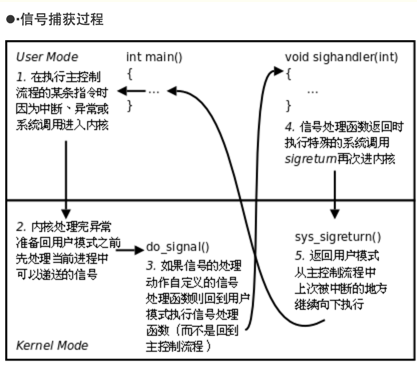 ●·信号捕获过程
User Mode
1. 在执行主控制
流程的某条指令时
因为中断、异常或
系统调用进入内核
int main()
{
...
}
void sighandler(int)
{
...
}
4. 信号处理函数返回时
执行特殊的系统调用
sigreturn再次进内核
2. 内核处理完异常
准备回用户模式之前
先处理当前进程中
可以递送的信号
do_signal()
3. 如果信号的处理
动作自定义的信号
处理函数则回到用户
模式执行信号处理
函数（而不是回到
主控制流程）
sys_sigreturn()
5. 返回用户模式
从主控制流程中
上次被中断的地方
继续向下执行
Kernel Mode